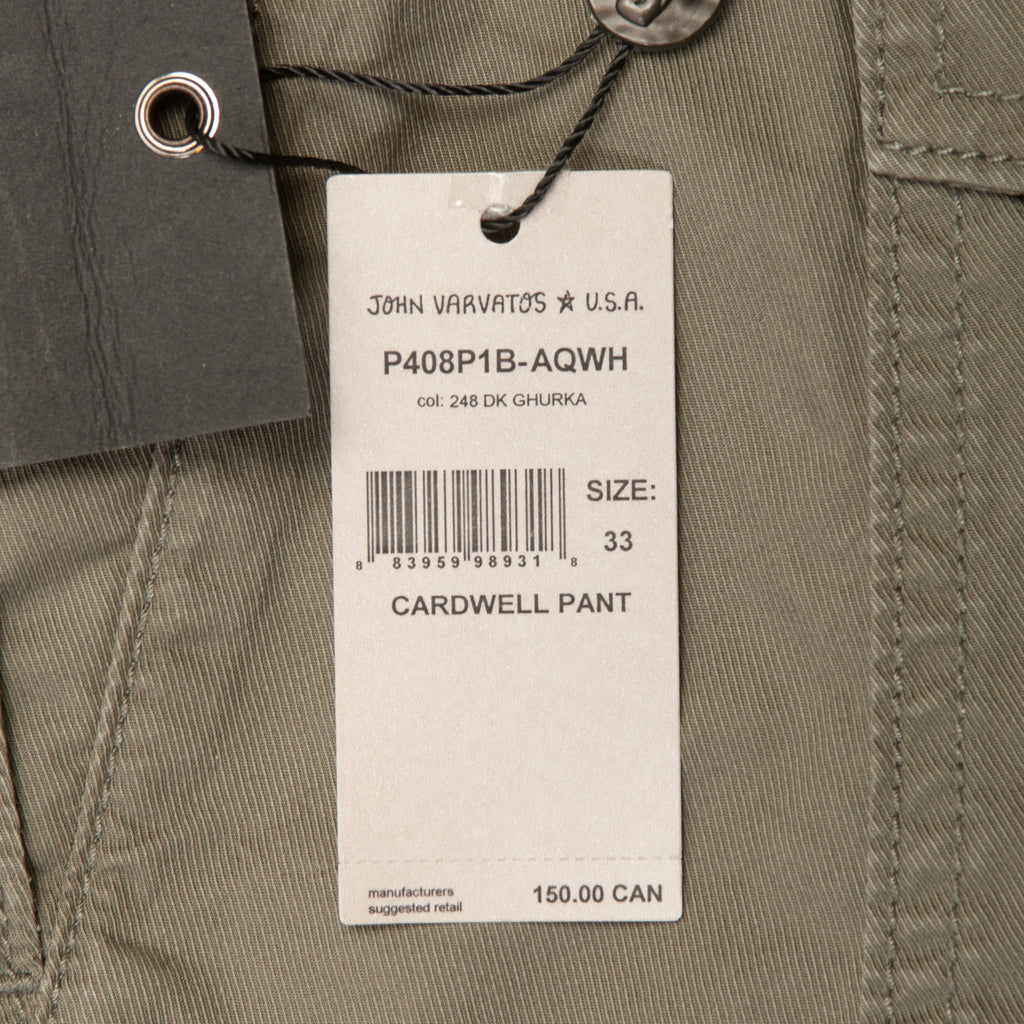 JOHN VARVATOS ★ U.S.A.
P408P1B-AQWH
col: 248 DK GHURKA
SIZE:
33
8 83959 98931 8
CARDWELL PANT
manufacturers
suggested retail
150.00 CAN